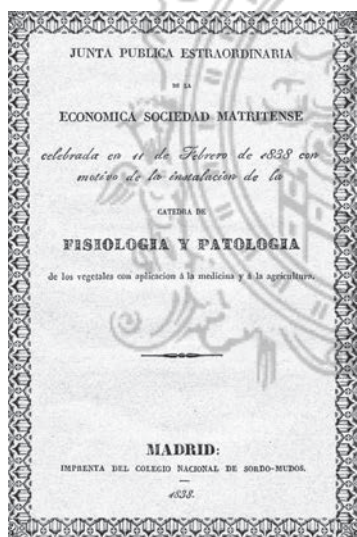 JUNTA PUBLICA ESTRAORDINARIA
DE LA
ECONOMICA SOCIEDAD MATRITENSE
celebrada en 11 de Febrero de 1838 con
motivo de la instalacion de la
CATEDRA DE
FISIOLOGIA Y PATOLOGIA
de los vegetales con aplicacion á la medicina y á la agricultura.
MADRID:
IMPRENTA DEL COLEGIO NACIONAL DE SORDO-MUDOS.
1838.